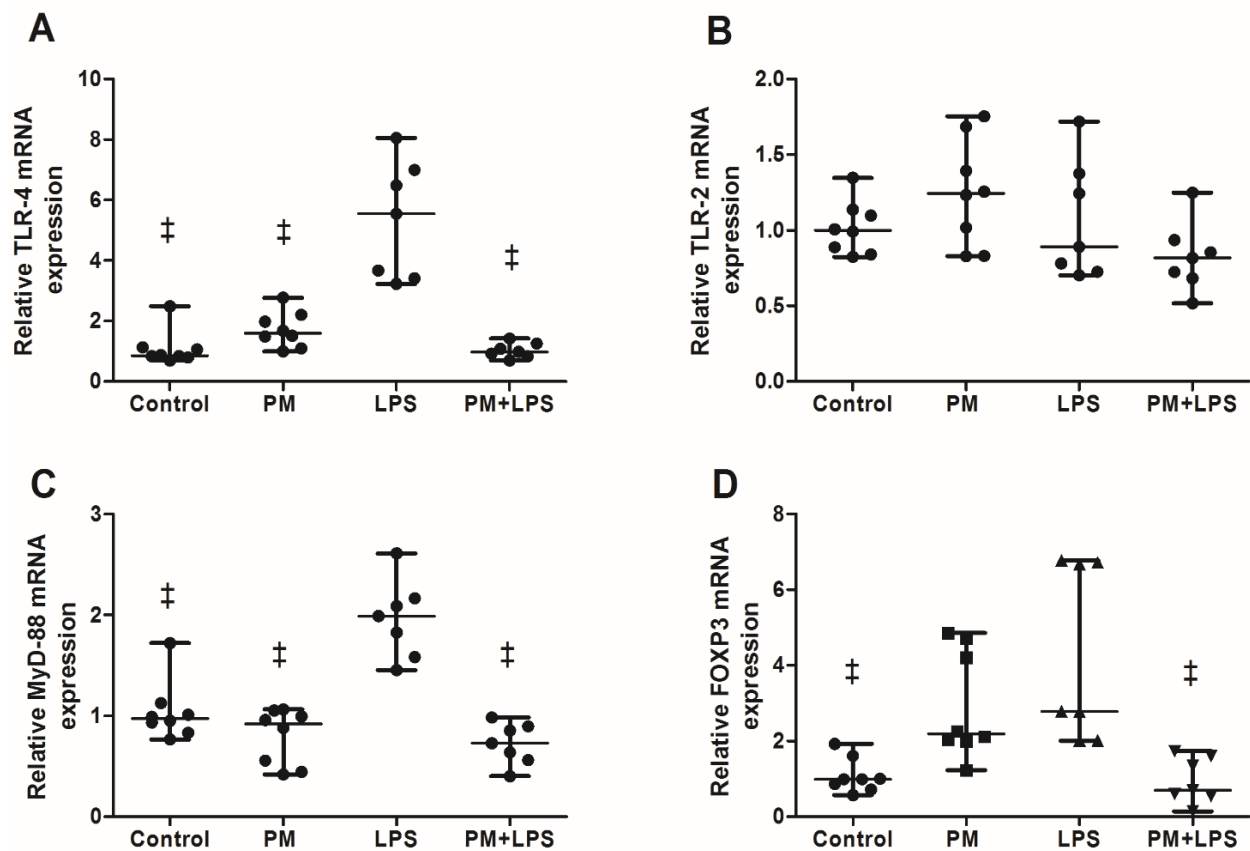 A
Relative TLR-4 mRNA
expression
10
8
6
4
2
0
‡
‡
‡
Control PM LPS PM+LPS
B
Relative TLR-2 mRNA
expression
2.0
1.5
1.0
0.5
0.0
Control PM LPS PM+LPS
C
Relative MyD-88 mRNA
expression
3
2
1
0
‡
‡
‡
Control PM LPS PM+LPS
D
Relative FOXP3 mRNA
expression
8
6
4
2
0
‡
‡
Control PM LPS PM+LPS